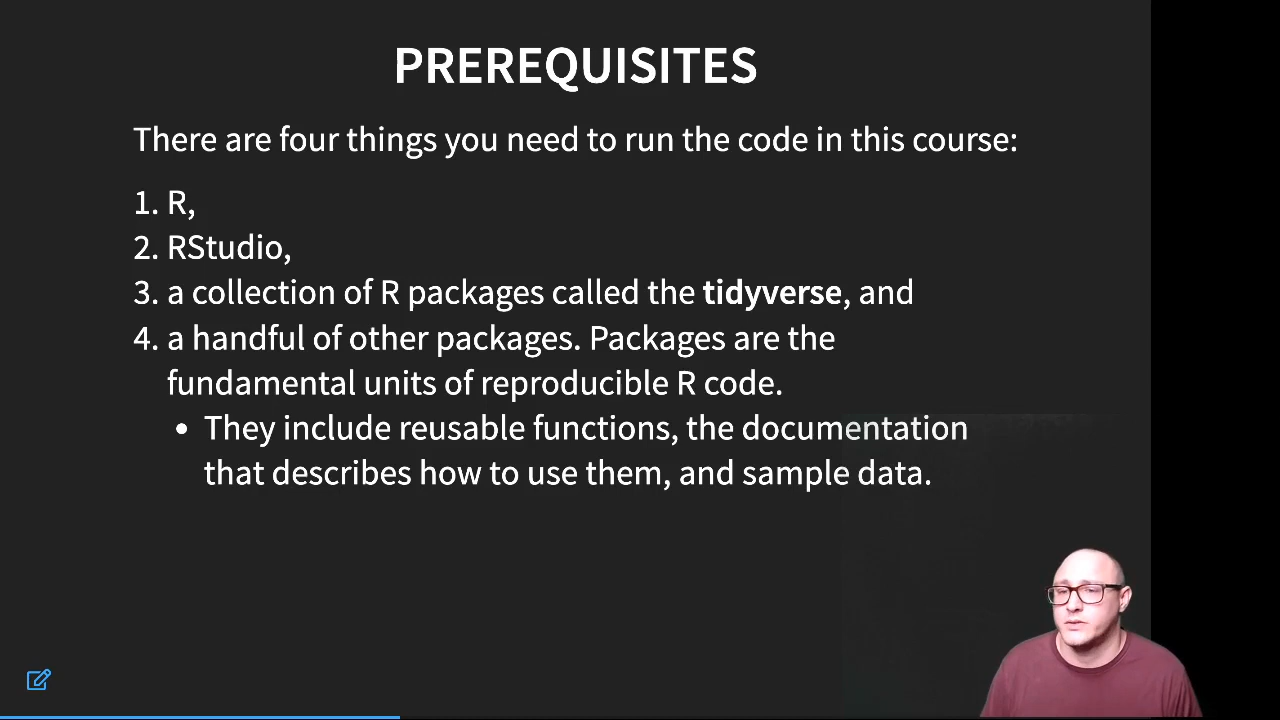 PREREQUISITES
There are four things you need to run the code in this course:
1. R,
2. RStudio,
3. a collection of R packages called the tidyverse, and
4. a handful of other packages. Packages are the
fundamental units of reproducible R code.
• They include reusable functions, the documentation
that describes how to use them, and sample data.